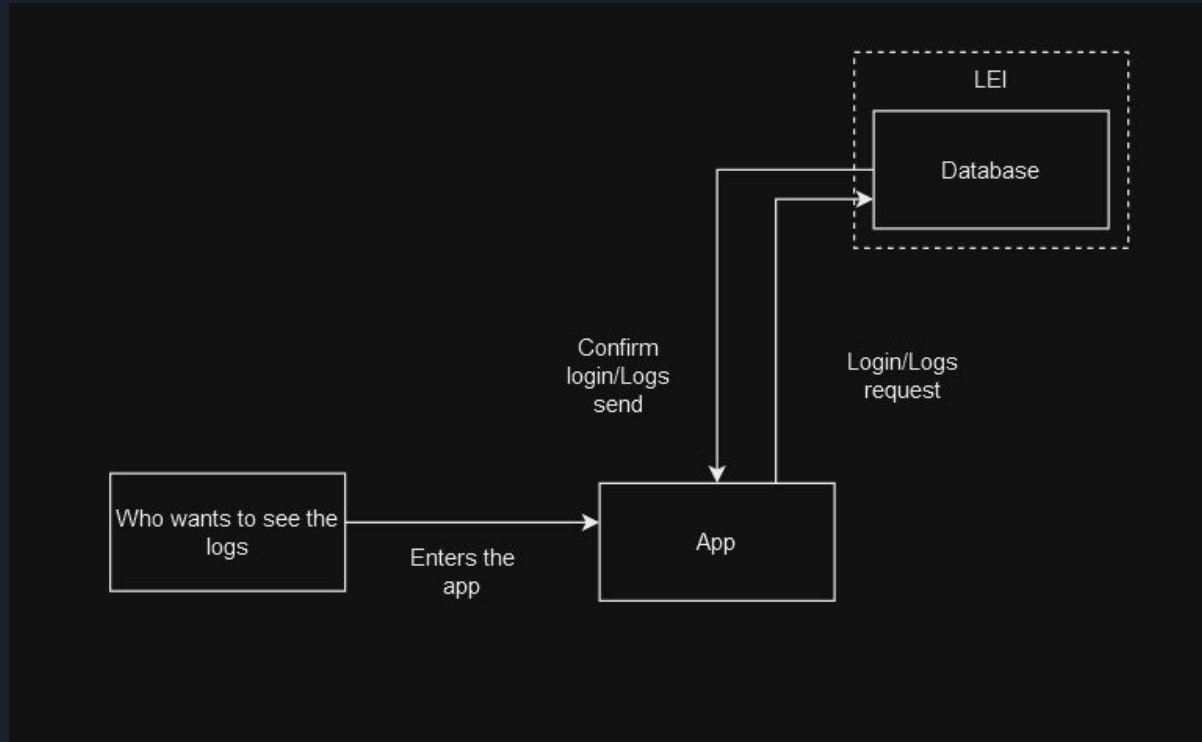 LEI
Database
Confirm
login/Logs
send
Login/Logs
request
Who wants to see the
logs
Enters the
app
App